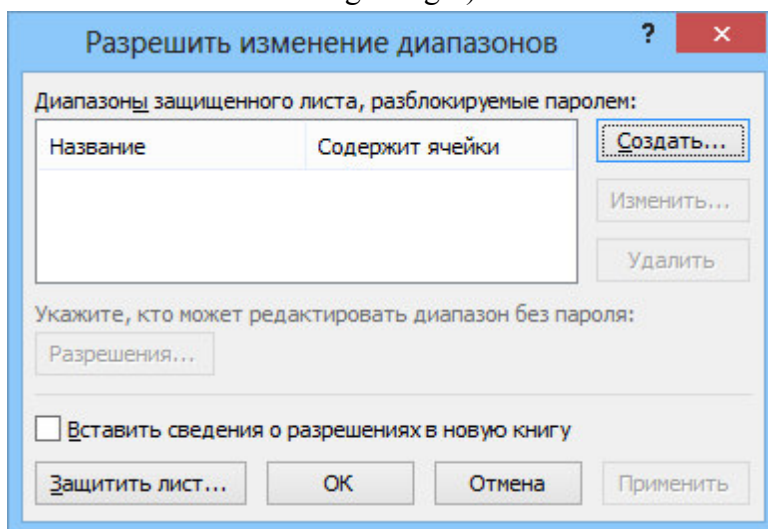 Разрешить изменение диапазонов ? ×
Диапазоны защищенного листа, разблокируемые паролем:
Название Содержит ячейки
Создать...
Изменить...
Удалить
Укажите, кто может редактировать диапазон без пароля:
Разрешения...
Вставить сведения о разрешениях в новую книгу
Защитить лист... ОК Отмена Применить